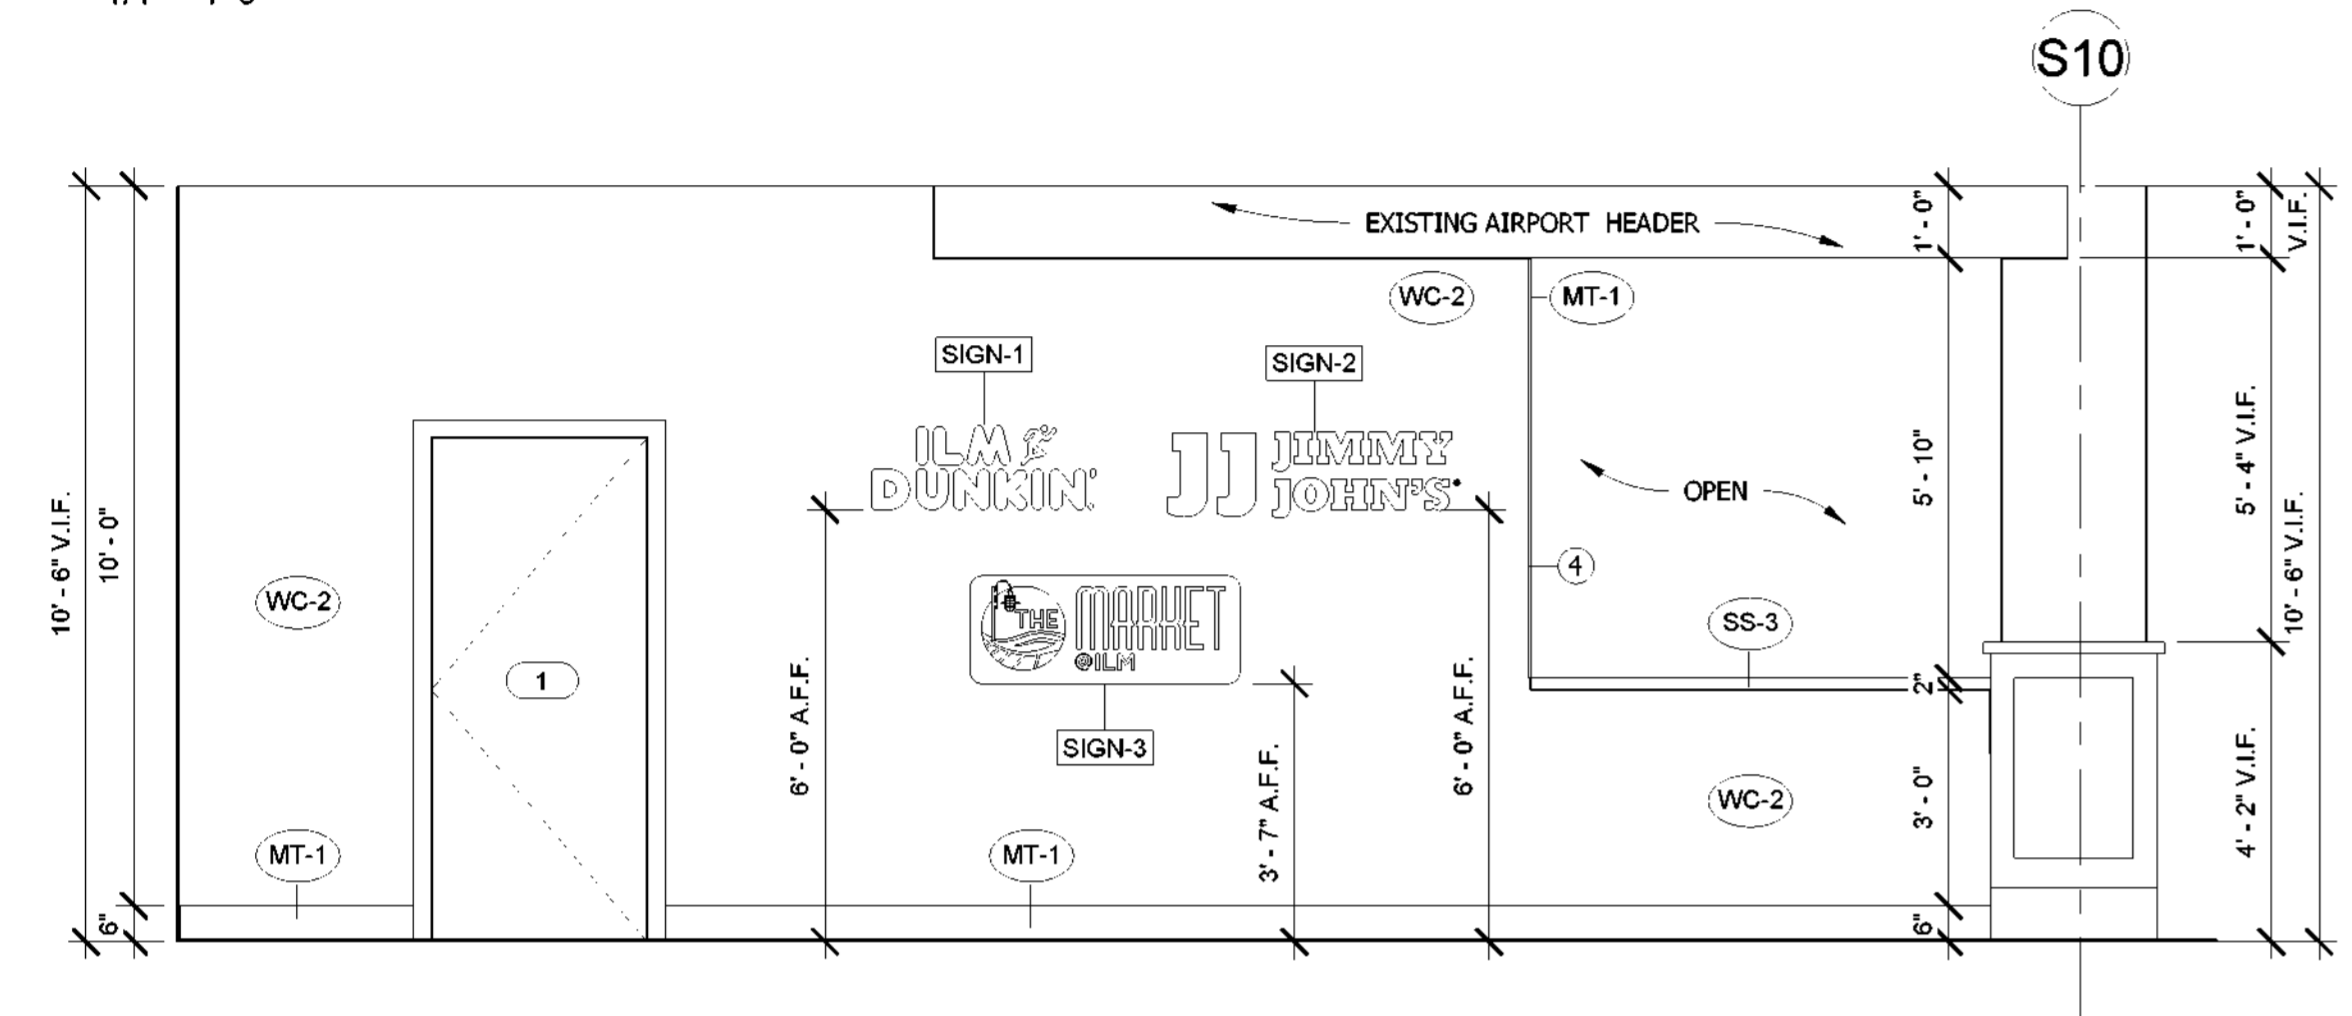 S10
EXISTING AIRPORT HEADER
1' - 0"
1' - 0"
V.I.F.
WC-2
MT-1
SIGN-1
SIGN-2
ILM
DUNKIN'
JJ JIMMY
JOHN'S
5' - 10"
5' - 4" V.I.F.
OPEN
10' - 6" V.I.F.
10' - 0"
10' - 6" V.I.F.
4
WC-2
THE MARKET
@ILM
SS-3
1
2"
6' - 0" A.F.F.
6' - 0" A.F.F.
SIGN-3
3' - 7" A.F.F.
WC-2
3' - 0"
4' - 2" V.I.F.
MT-1
MT-1
6"
6"